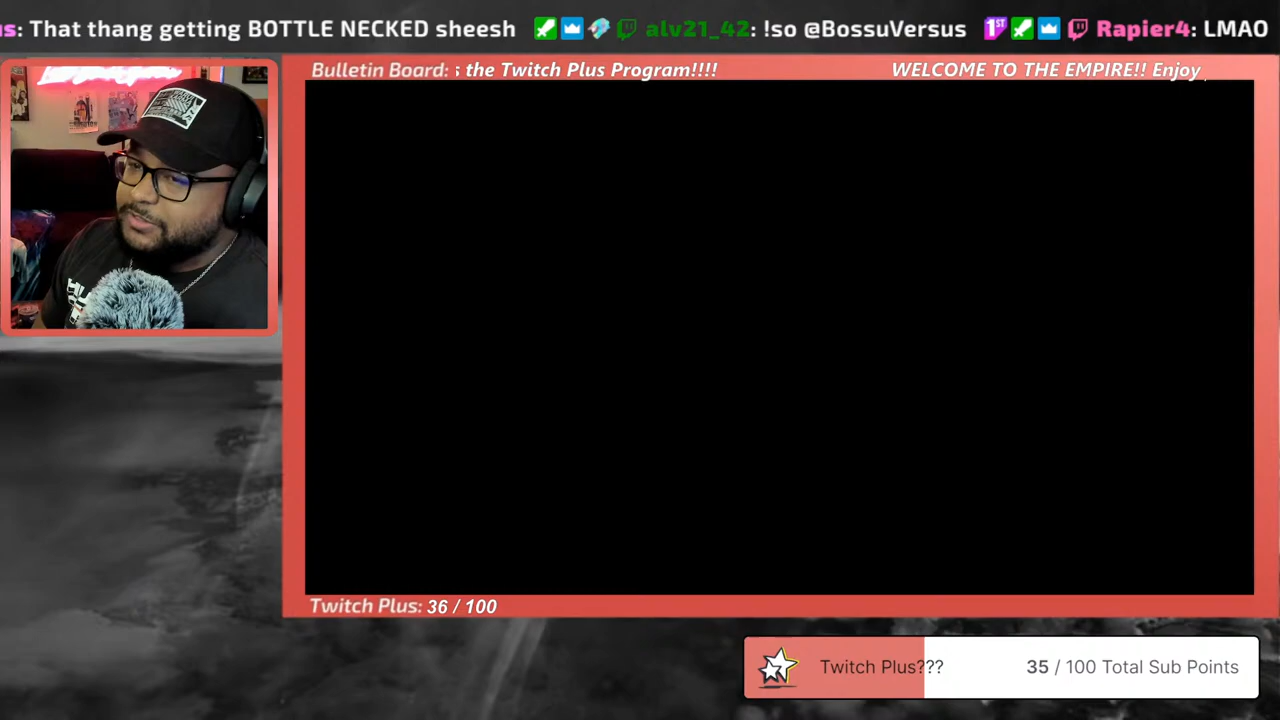 s: That thang getting BOTTLE NECKED sheesh alv21_42: !so @BossuVersus 1ST Rapier4: LMAO
Bulletin Board: s the Twitch Plus Program!!!! WELCOME TO THE EMPIRE!! Enjoy
Twitch Plus: 36 / 100
Twitch Plus??? 35 / 100 Total Sub Points